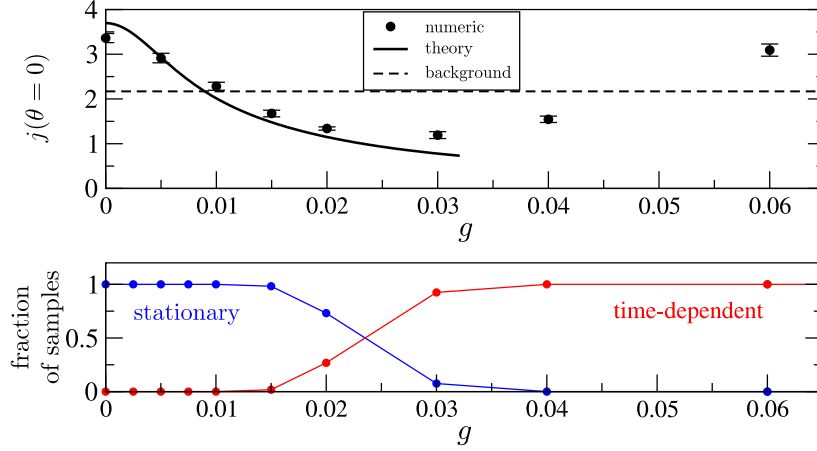 4
3
2
1
0
j(θ = 0)
numeric
theory
background
0 0.01 0.02 0.03 0.04 0.05 0.06
g
1
0.5
0
fraction
of samples
stationary
time-dependent
0 0.01 0.02 0.03 0.04 0.05 0.06
g